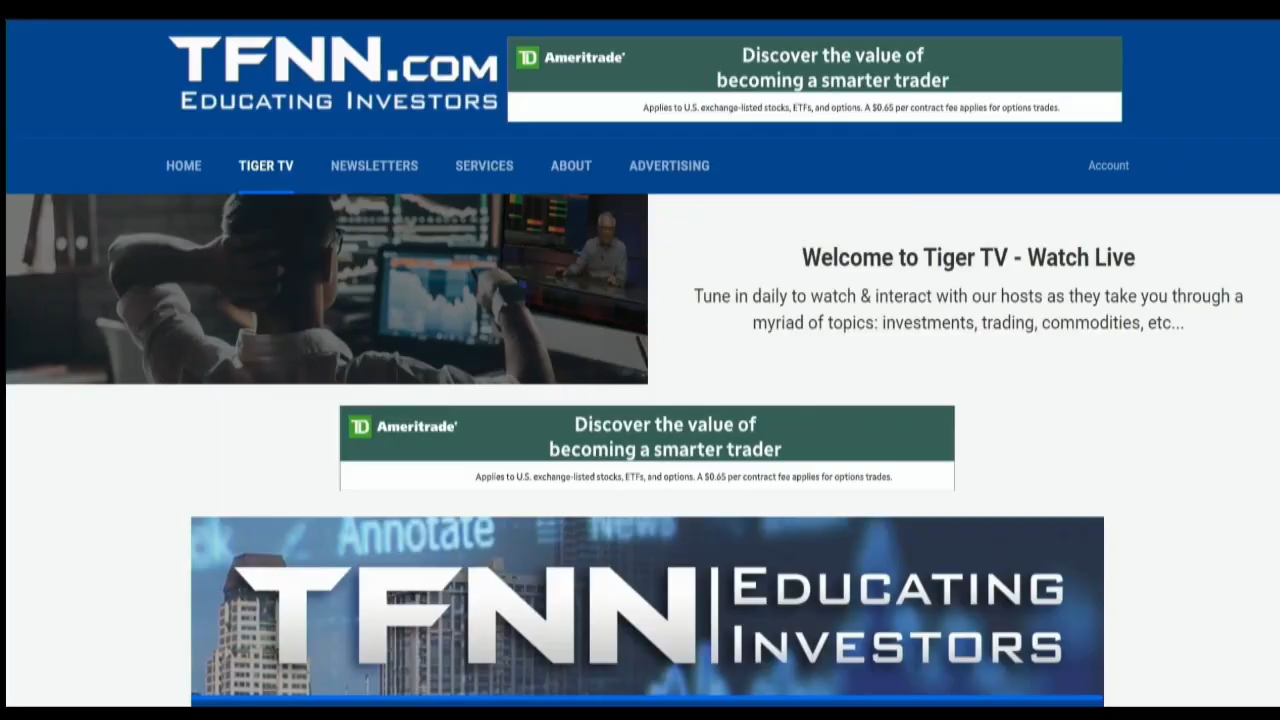 TFNN.COM
EDUCATING INVESTORS
TD Ameritrade
Discover the value of
becoming a smarter trader
Applies to U.S. exchange-listed stocks, ETFs, and options. A $0.65 per contract fee applies for options trades.
HOME TIGER TV NEWSLETTERS SERVICES ABOUT ADVERTISING Account
Welcome to Tiger TV - Watch Live
Tune in daily to watch & interact with our hosts as they take you through a
myriad of topics: investments, trading, commodities, etc...
TD Ameritrade
Discover the value of
becoming a smarter trader
Applies to U.S. exchange-listed stocks, ETFs, and options. A $0.65 per contract fee applies for options trades.
Annotate News
TFNN EDUCATING
INVESTORS